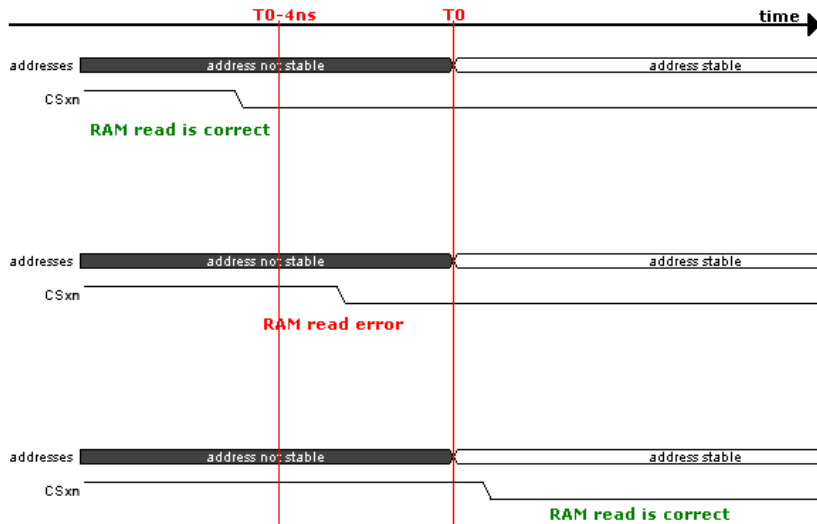 T0-4ns T0 time
addresses address not stable address stable
CSxn
RAM read is correct
addresses address not stable address stable
CSxn
RAM read error
addresses address not stable address stable
CSxn
RAM read is correct